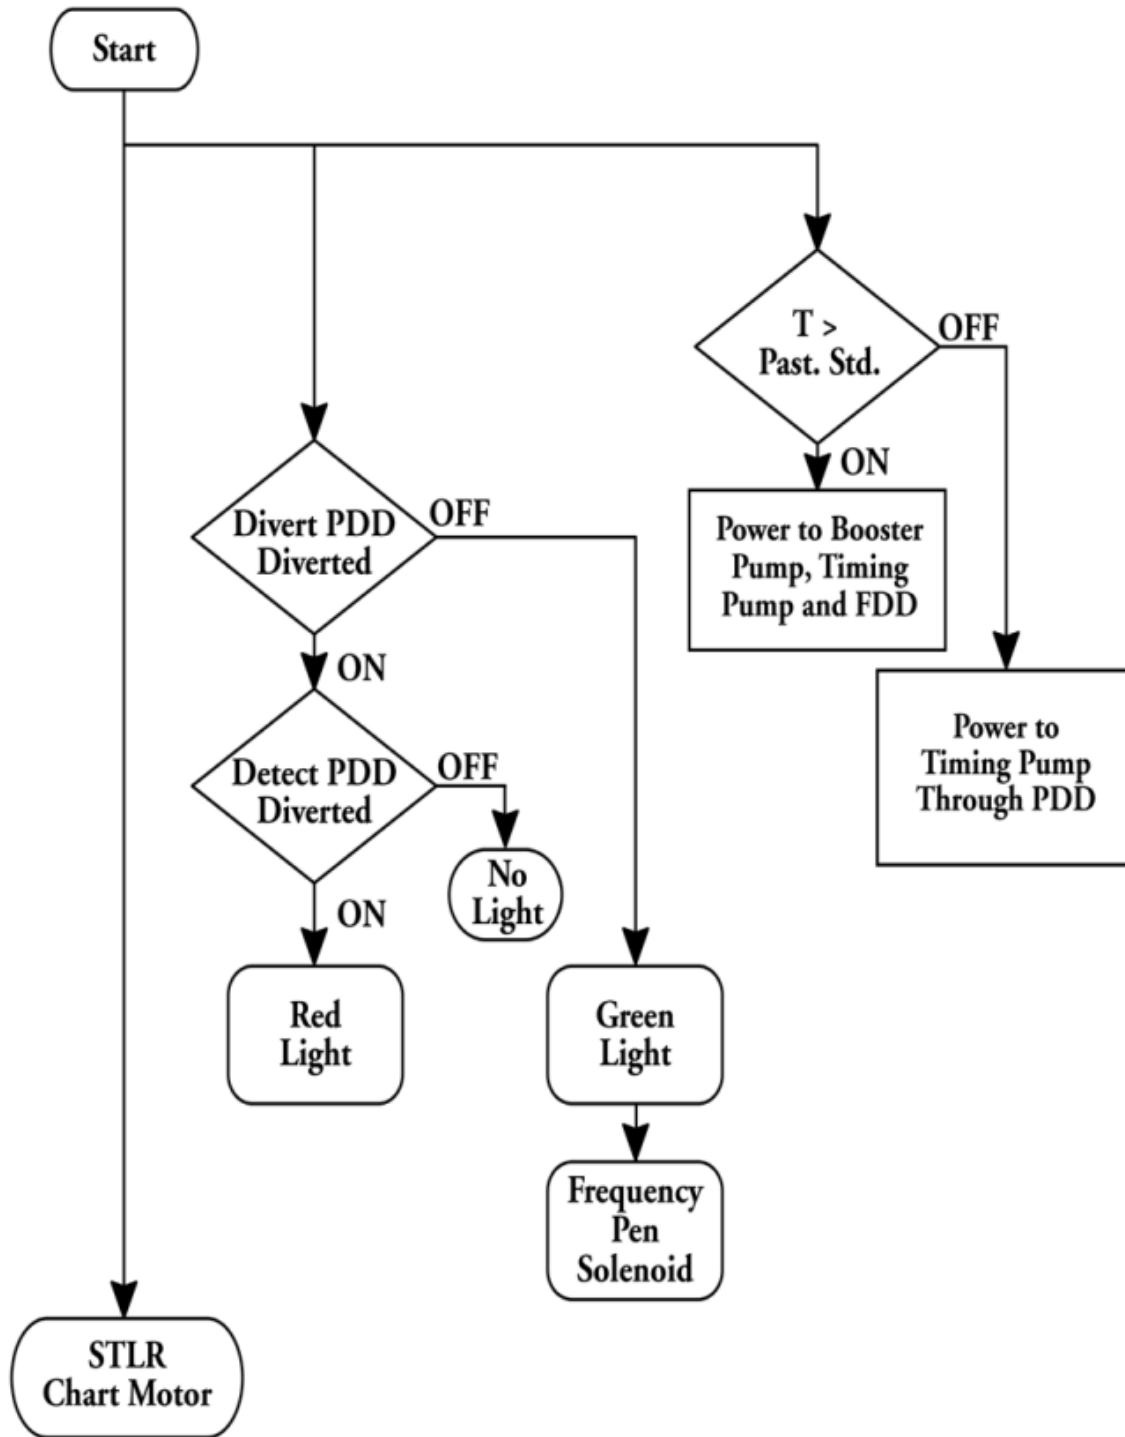 Start
T >
Past. Std.
OFF
ON
Power to Booster
Pump, Timing
Pump and FDD
Power to
Timing Pump
Through PDD
Divert PDD
Diverted
OFF
ON
Detect PDD
Diverted
OFF
No
Light
ON
Red
Light
Green
Light
Frequency
Pen
Solenoid
STLR
Chart Motor